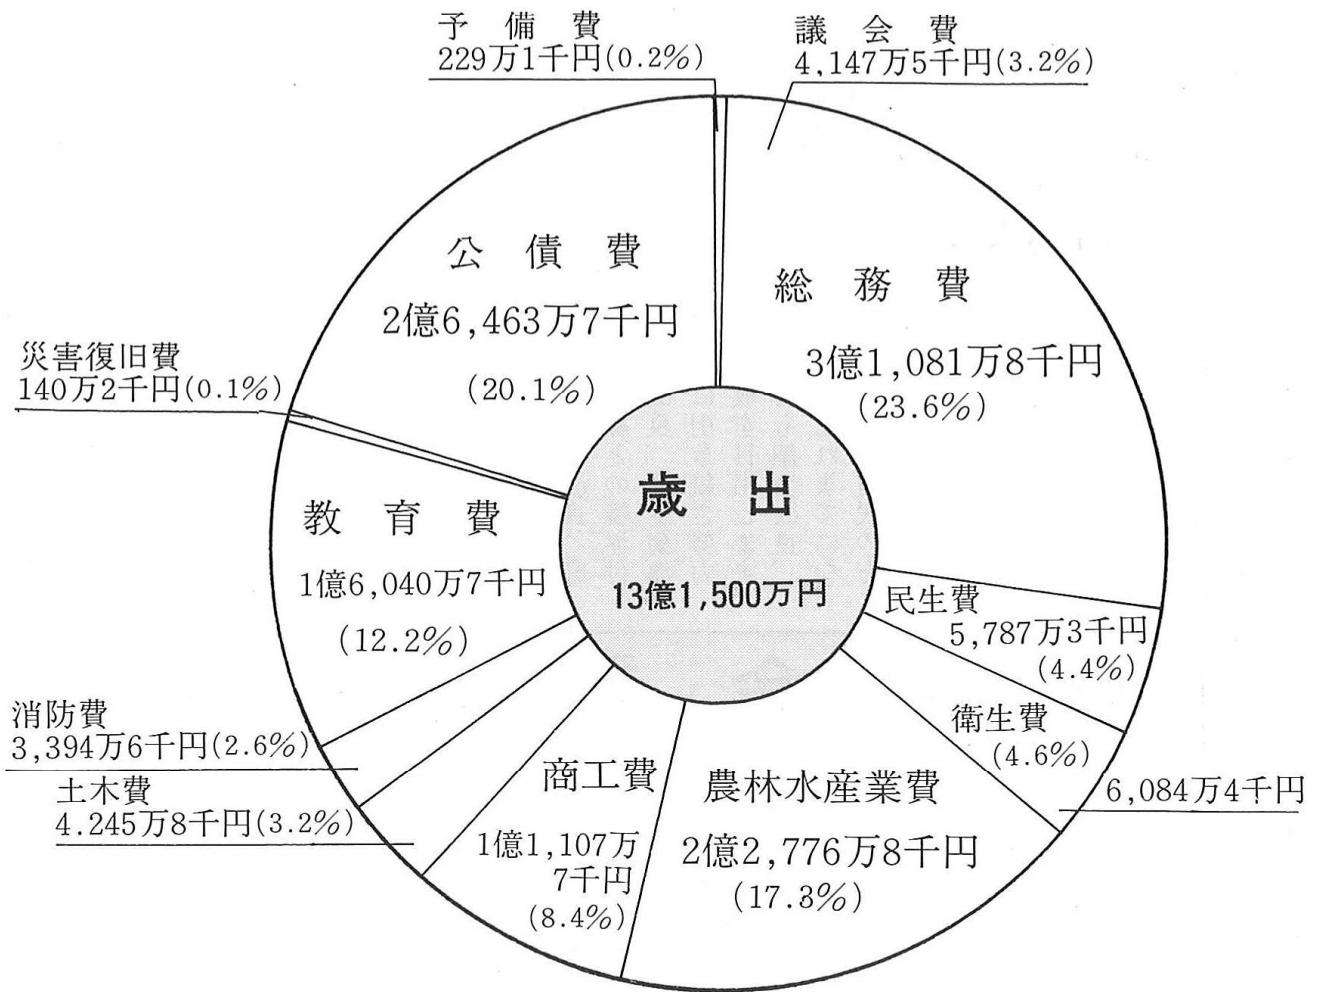 予備費
229万1千円(0.2%)
議会費
4,147万5千円(3.2%)
公債費
2億6,463万7千円
(20.1%)
総務費
3億1,081万8千円
(23.6%)
災害復旧費
140万2千円(0.1%)
歳出
13億1,500万円
教育費
1億6,040万7千円
(12.2%)
民生費
5,787万3千円
(4.4%)
衛生費
(4.6%)
6,084万4千円
消防費
3,394万6千円(2.6%)
土木費
4.245万8千円(3.2%)
商工費
1億1,107万
7千円
(8.4%)
農林水産業費
2億2,776万8千円
(17.3%)